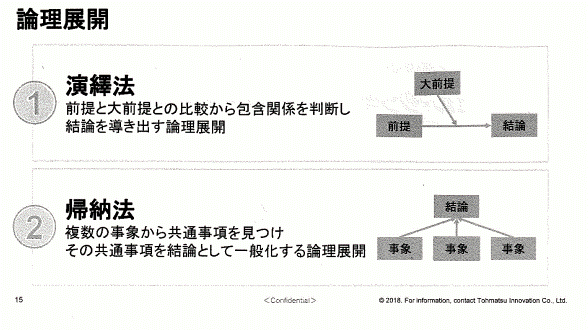 論理展開
1
演繹法
前提と大前提との比較から包含関係を判断し
結論を導き出す論理展開
大前提
前提
結論
2
帰納法
複数の事象から共通事項を見つけ
その共通事項を結論として一般化する論理展開
結論
事象
事象
事象
15
<Confidential>
© 2018. For information, contact Tohmatsu Innovation Co., Ltd.